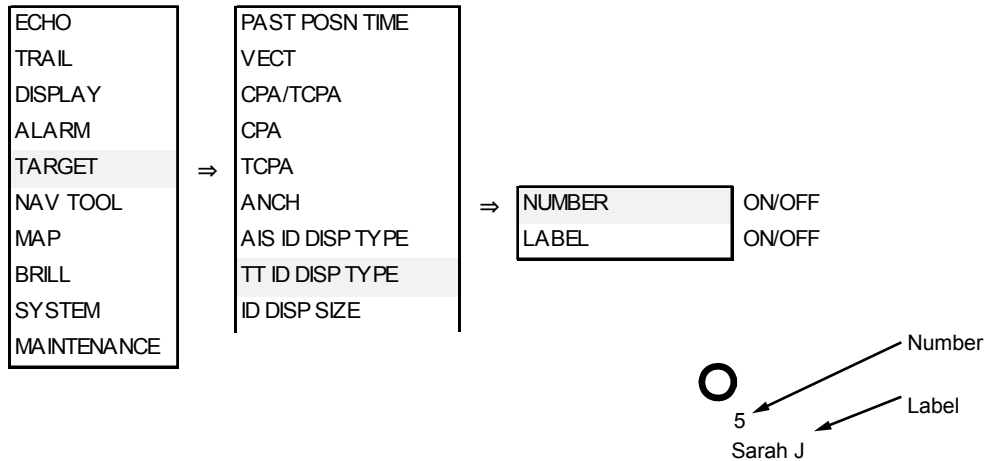 ECHO
TRAIL
DISPLAY
ALARM
TARGET
NAV TOOL
MAP
BRILL
SYSTEM
MAINTENANCE
⇒
PAST POSN TIME
VECT
CPA/TCPA
CPA
TCPA
ANCH
AIS ID DISP TYPE
TT ID DISP TYPE
ID DISP SIZE
⇒
NUMBER ON/OFF
LABEL ON/OFF
Number
5
Label
Sarah J